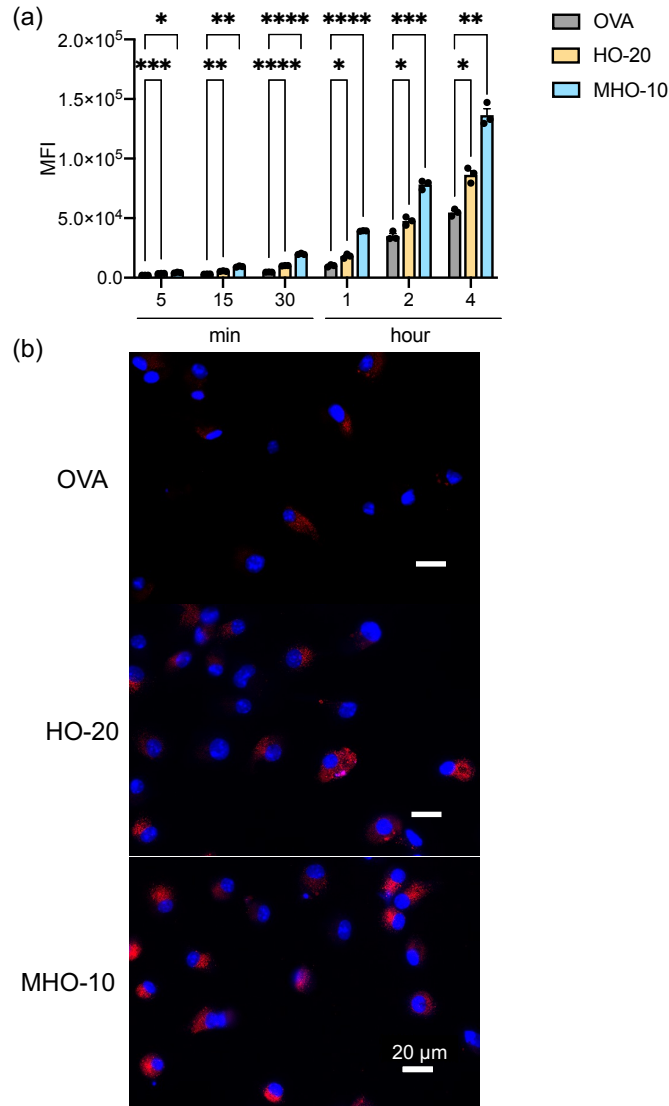 (a)
* ** **** **** *** **
*** ** **** * * *
OVA
HO-20
MHO-10
MFI
2.0×10⁵
1.5×10⁵
1.0×10⁵
5.0×10⁴
0.0
5 15 30 1 2 4
min hour
(b)
OVA
HO-20
MHO-10
20 μm